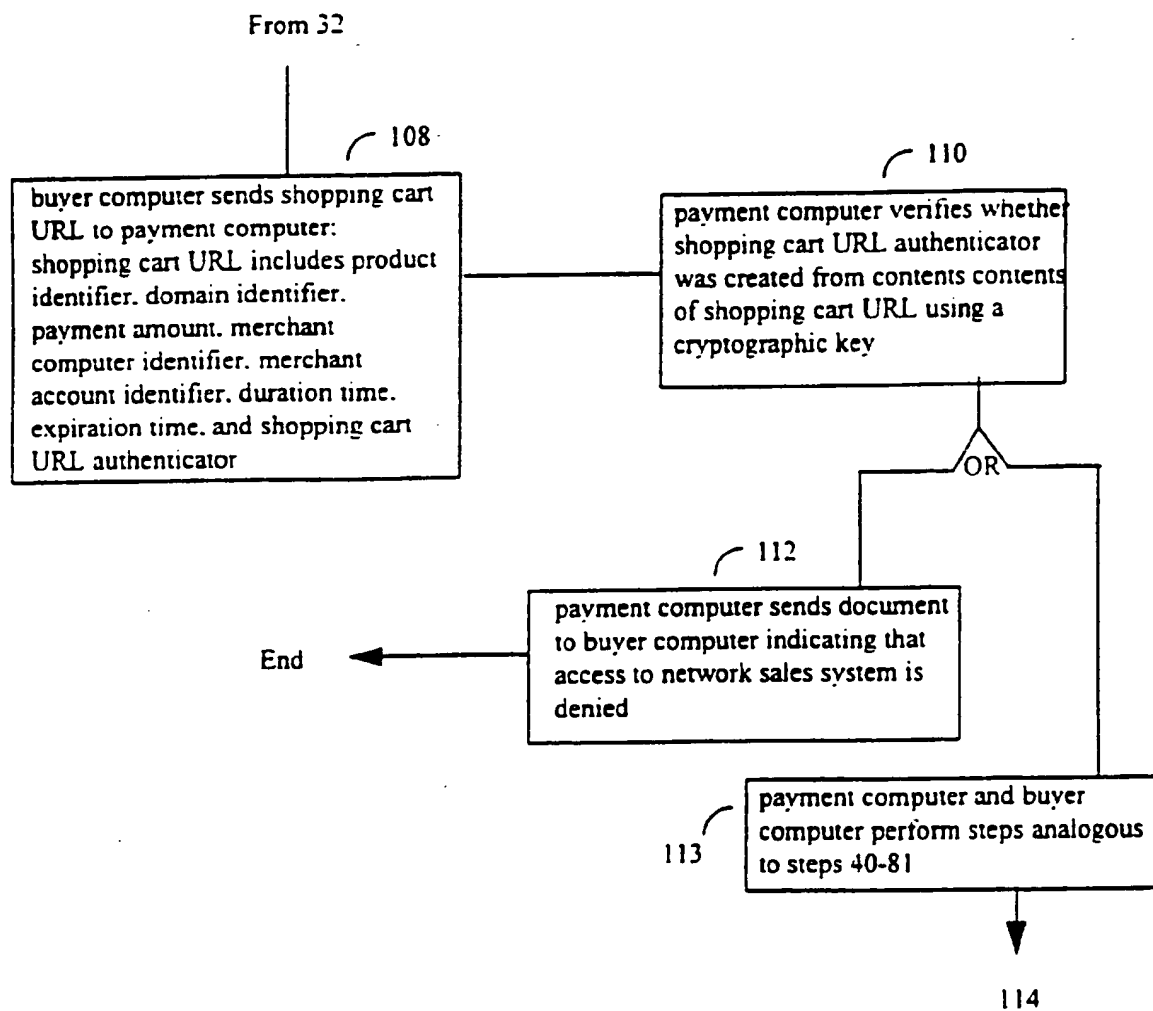 From 32
108
buyer computer sends shopping cart
URL to payment computer:
shopping cart URL includes product
identifier. domain identifier.
payment amount. merchant
computer identifier. merchant
account identifier. duration time.
expiration time. and shopping cart
URL authenticator
110
payment computer verifies whether
shopping cart URL authenticator
was created from contents contents
of shopping cart URL using a
cryptographic key
OR
112
payment computer sends document
to buyer computer indicating that
access to network sales system is
denied
End
113
payment computer and buyer
computer perform steps analogous
to steps 40-81
114